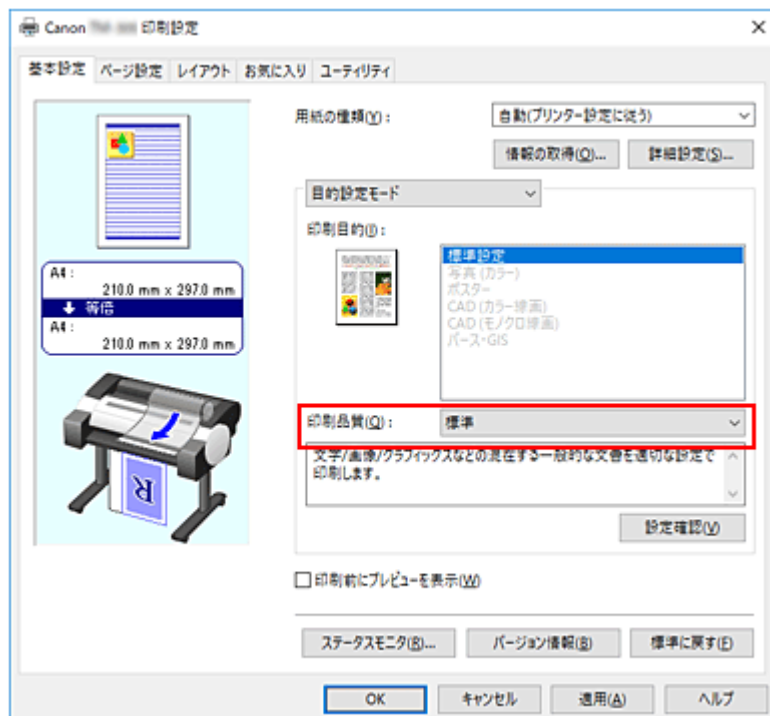 Canon 印刷設定
基本設定 ページ設定 レイアウト お気に入り ユーティリティ
用紙の種類(Y)： 自動(プリンター設定に従う)
情報の取得(O)... 詳細設定(S)...
目的設定モード
印刷目的(I)：
標準設定
写真 (カラー)
ポスター
CAD (カラー線画)
CAD (モノクロ線画)
パース・GIS
A4：
210.0 mm x 297.0 mm
等倍
A4：
210.0 mm x 297.0 mm
R
印刷品質(Q)： 標準
文字/画像/グラフィックスなどの混在する一般的な文書を適切な設定で
印刷します。
設定確認(V)
印刷前にプレビューを表示(W)
ステータスモニタ(R)... バージョン情報(B) 標準に戻す(F)
OK キャンセル 適用(A) ヘルプ